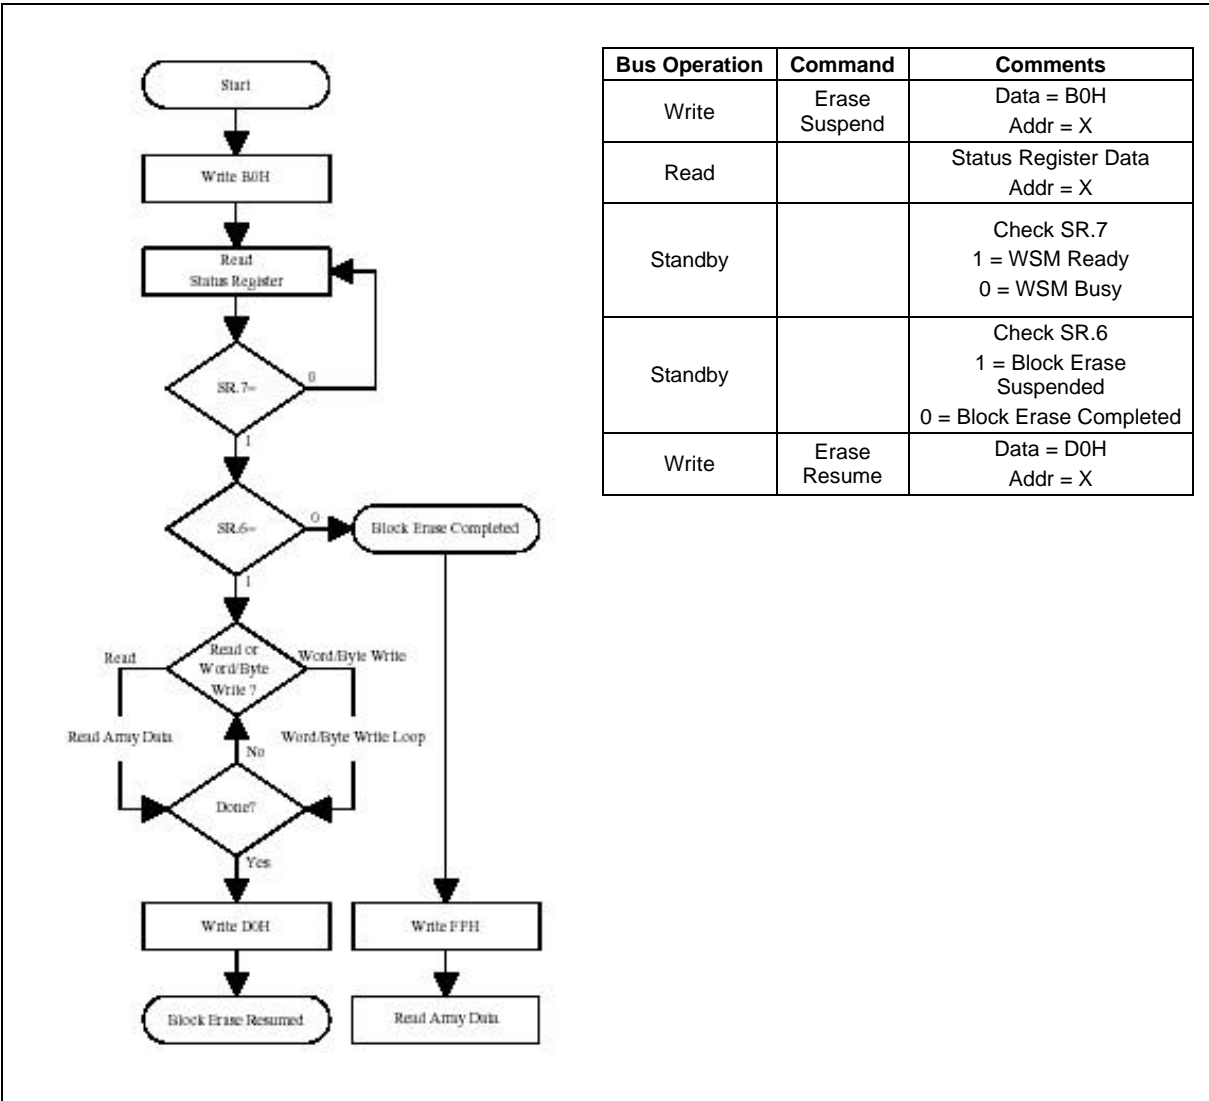 Start
Write B0H
Read
Status Register
SR.7=
0
1
SR.6=
0
Block Erase Completed
1
Read or
Word/Byte
Write ?
Read
Word/Byte Write
Read Array Data
Word/Byte Write Loop
No
Done?
Yes
Write D0H
Write FFH
Block Erase Resumed
Read Array Data
Bus Operation Command Comments
Write
Erase
Suspend
Data = B0H
Addr = X
Read
Status Register Data
Addr = X
Standby
Check SR.7
1 = WSM Ready
0 = WSM Busy
Standby
Check SR.6
1 = Block Erase
Suspended
0 = Block Erase Completed
Write
Erase
Resume
Data = D0H
Addr = X